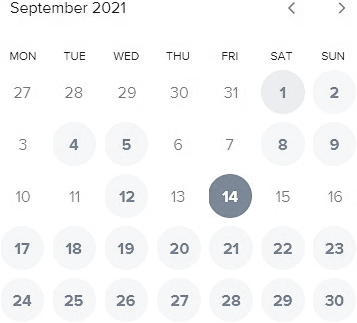 September 2021
MON TUE WED THU FRI SAT SUN
27 28 29 30 31 1 2
3 4 5 6 7 8 9
10 11 12 13 14 15 16
17 18 19 20 21 22 23
24 25 26 27 28 29 30